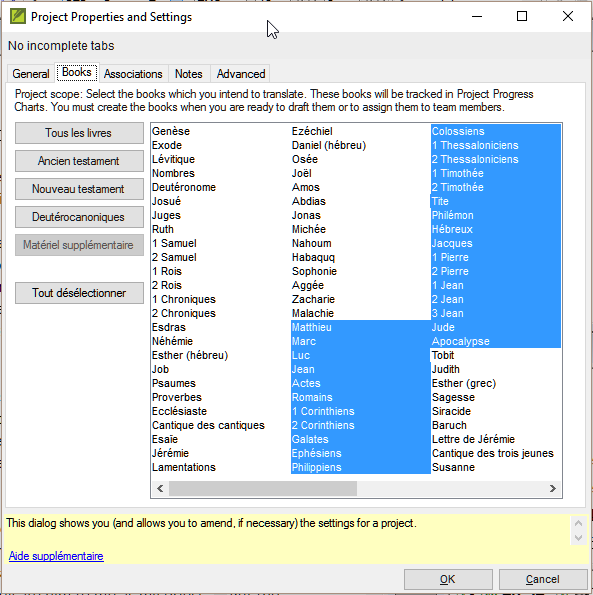 Project Properties and Settings
No incomplete tabs
General Books Associations Notes Advanced
Project scope: Select the books which you intend to translate. These books will be tracked in Project Progress
Charts. You must create the books when you are ready to draft them or to assign them to team members.
Tous les livres
Ancien testament
Nouveau testament
Deutérocanoniques
Matériel supplémentaire
Tout désélectionner
Genèse
Exode
Lévitique
Nombres
Deutéronome
Josué
Juges
Ruth
1 Samuel
2 Samuel
1 Rois
2 Rois
1 Chroniques
2 Chroniques
Esdras
Néhémie
Esther (hébreu)
Job
Psaumes
Proverbes
Ecclésiaste
Cantique des cantiques
Esaïe
Jérémie
Lamentations
Ezéchiel
Daniel (hébreu)
Osée
Joël
Amos
Abdias
Jonas
Michée
Nahoum
Habaquq
Sophonie
Aggée
Zacharie
Malachie
Matthieu
Marc
Luc
Jean
Actes
Romains
1 Corinthiens
2 Corinthiens
Galates
Ephésiens
Philippiens
Colossiens
1 Thessaloniciens
2 Thessaloniciens
1 Timothée
2 Timothée
Tite
Philémon
Hébreux
Jacques
1 Pierre
2 Pierre
1 Jean
2 Jean
3 Jean
Jude
Apocalypse
Tobit
Judith
Esther (grec)
Sagesse
Siracide
Baruch
Lettre de Jérémie
Cantique des trois jeunes
Susanne
This dialog shows you (and allows you to amend, if necessary) the settings for a project.
Aide supplémentaire
OK Cancel